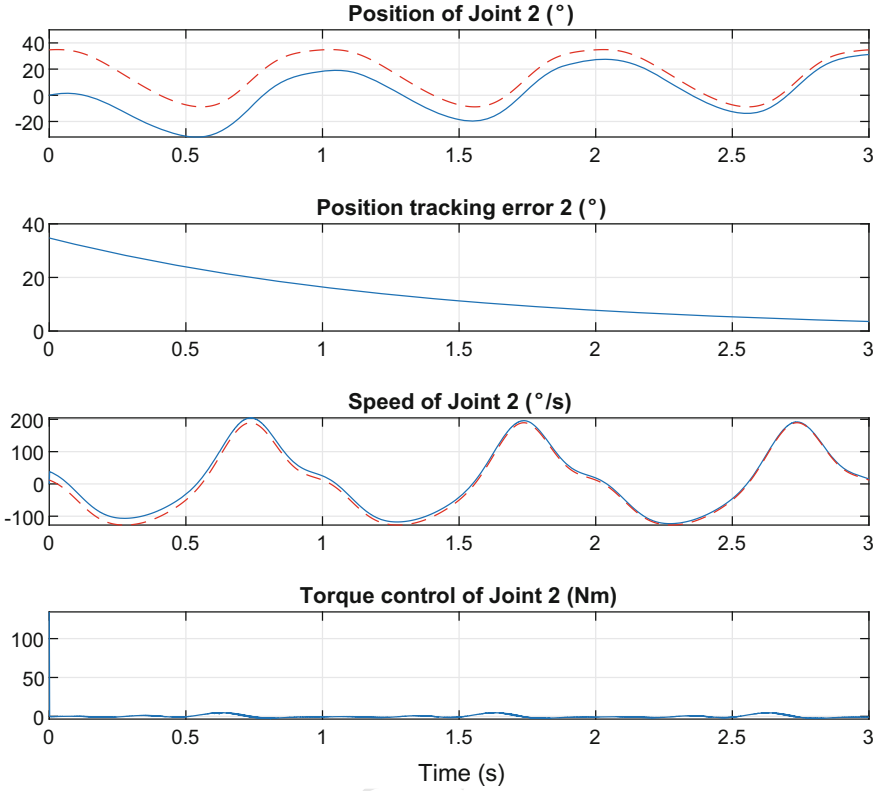 Position of Joint 2 (°)
40
20
0
-20
0 0.5 1 1.5 2 2.5 3
Position tracking error 2 (°)
40
20
0
0 0.5 1 1.5 2 2.5 3
Speed of Joint 2 (°/s)
200
100
0
-100
0 0.5 1 1.5 2 2.5 3
Torque control of Joint 2 (Nm)
100
50
0
0 0.5 1 1.5 2 2.5 3
Time (s)